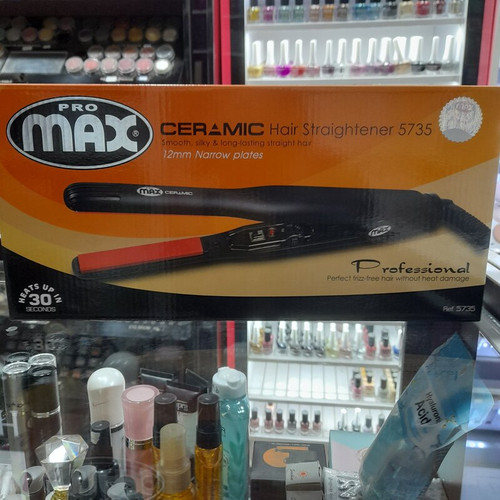 PRO
MAX®
CERAMIC Hair Straightener 5735
Smooth, silky & long-lasting straight hair
12mm Narrow plates
MAX CERAMIC
MAX
Professional
Perfect frizz-free hair without heat damage
HEATS UP IN
30
SECONDS
Ref. 5735
Hyaluronic
Acid